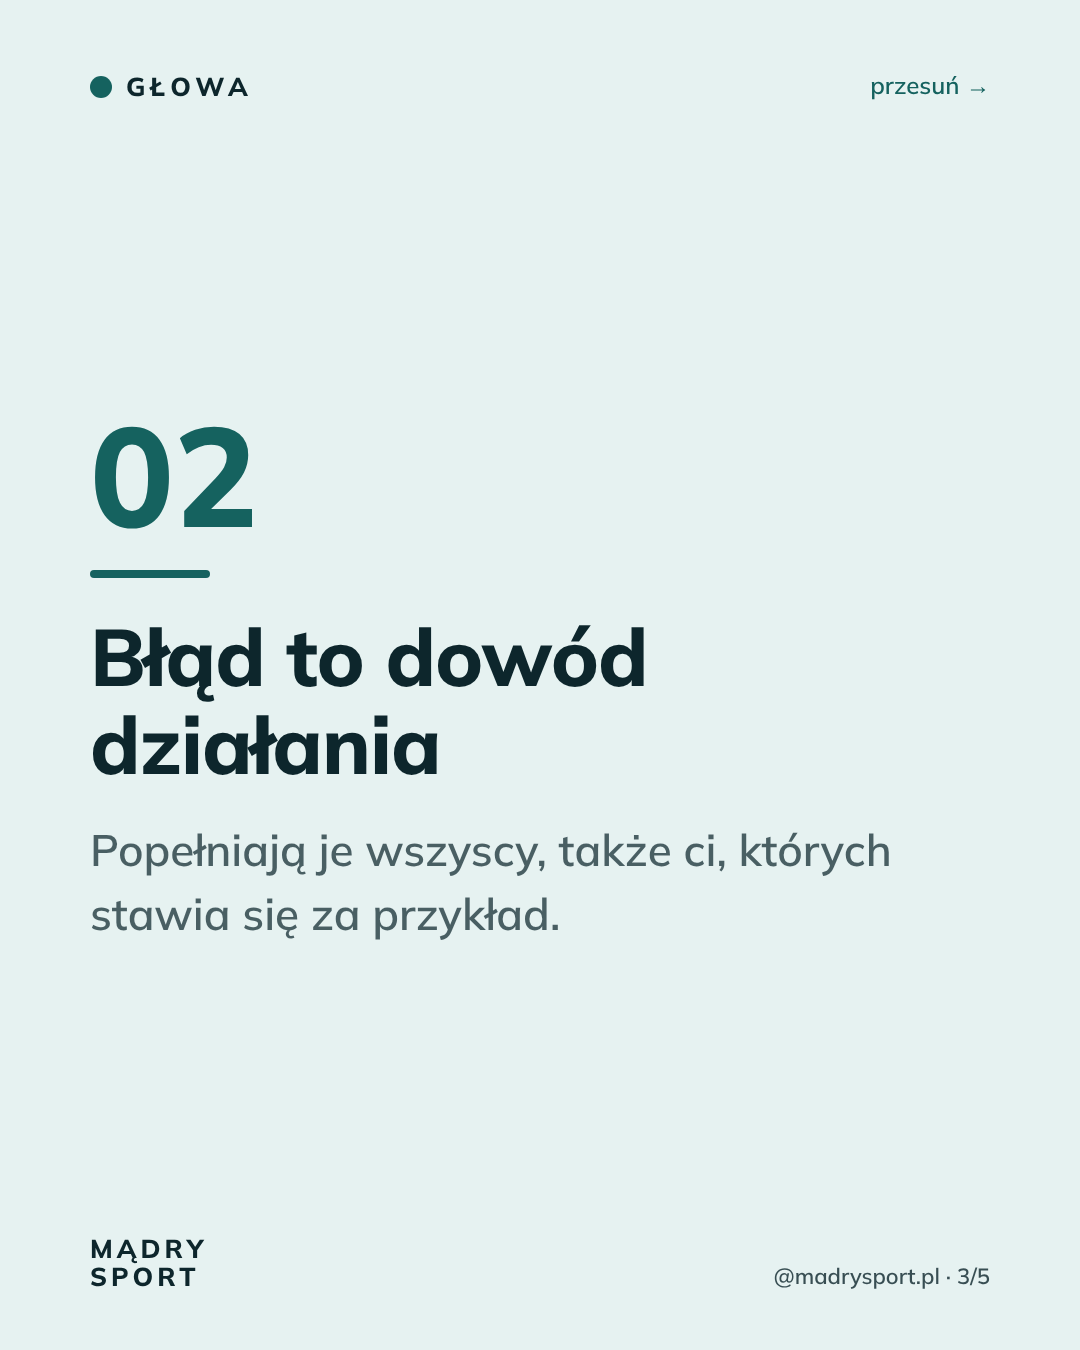 GŁOWA
przesuń →
02
Błąd to dowód
działania
Popełniają je wszyscy, także ci, których
stawia się za przykład.
MĄDRY
SPORT
@madrysport.pl · 3/5